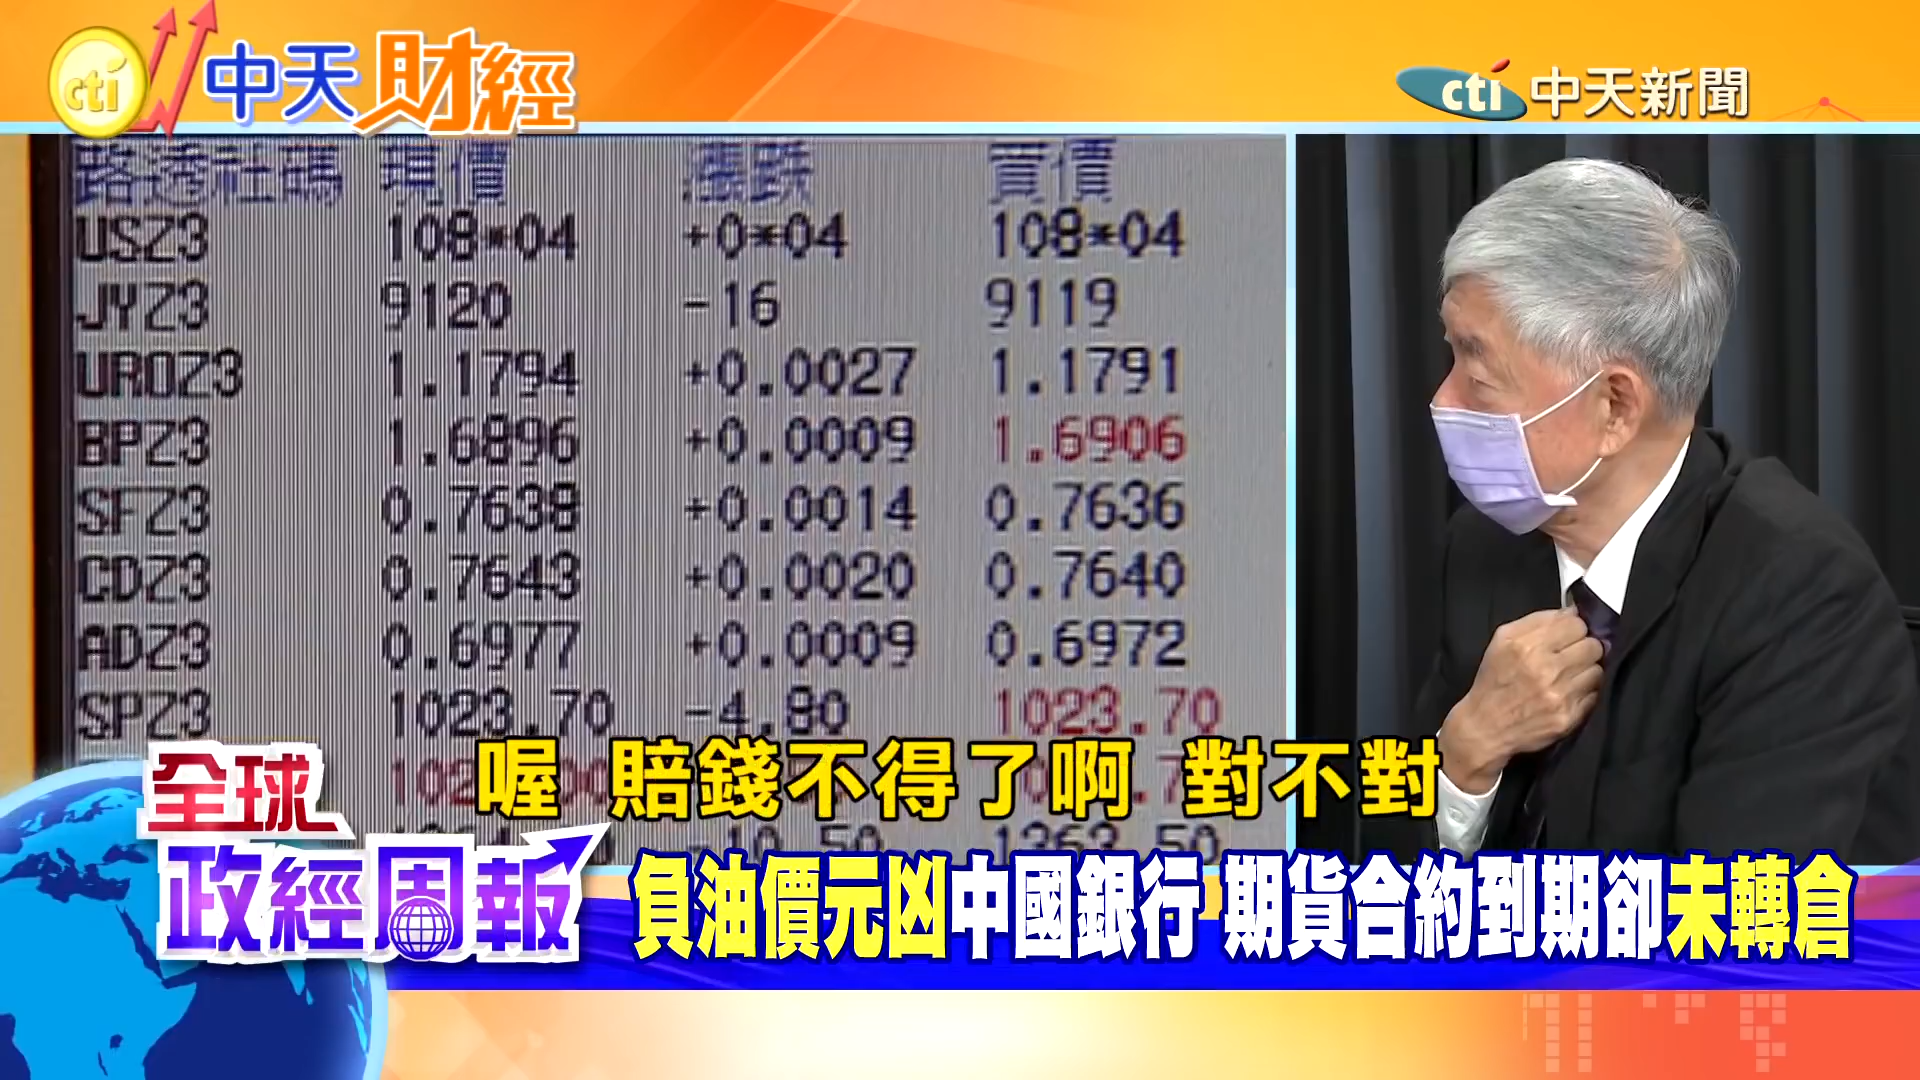 cti 中天財經
cti 中天新聞
路透社碼 現價 漲跌 買價
USZ3 108*04 +0*04 108*04
JYZ3 9120 -16 9119
UROZ3 1.1794 +0.0027 1.1791
BPZ3 1.6896 +0.0009 1.6906
SFZ3 0.7638 +0.0014 0.7636
CDZ3 0.7643 +0.0020 0.7640
ADZ3 0.6977 +0.0009 0.6972
SPZ3 1023.70 -4.80 1023.70
喔 賠錢不得了啊 對不對
全球
政經周報
負油價元凶中國銀行 期貨合約到期卻未轉倉